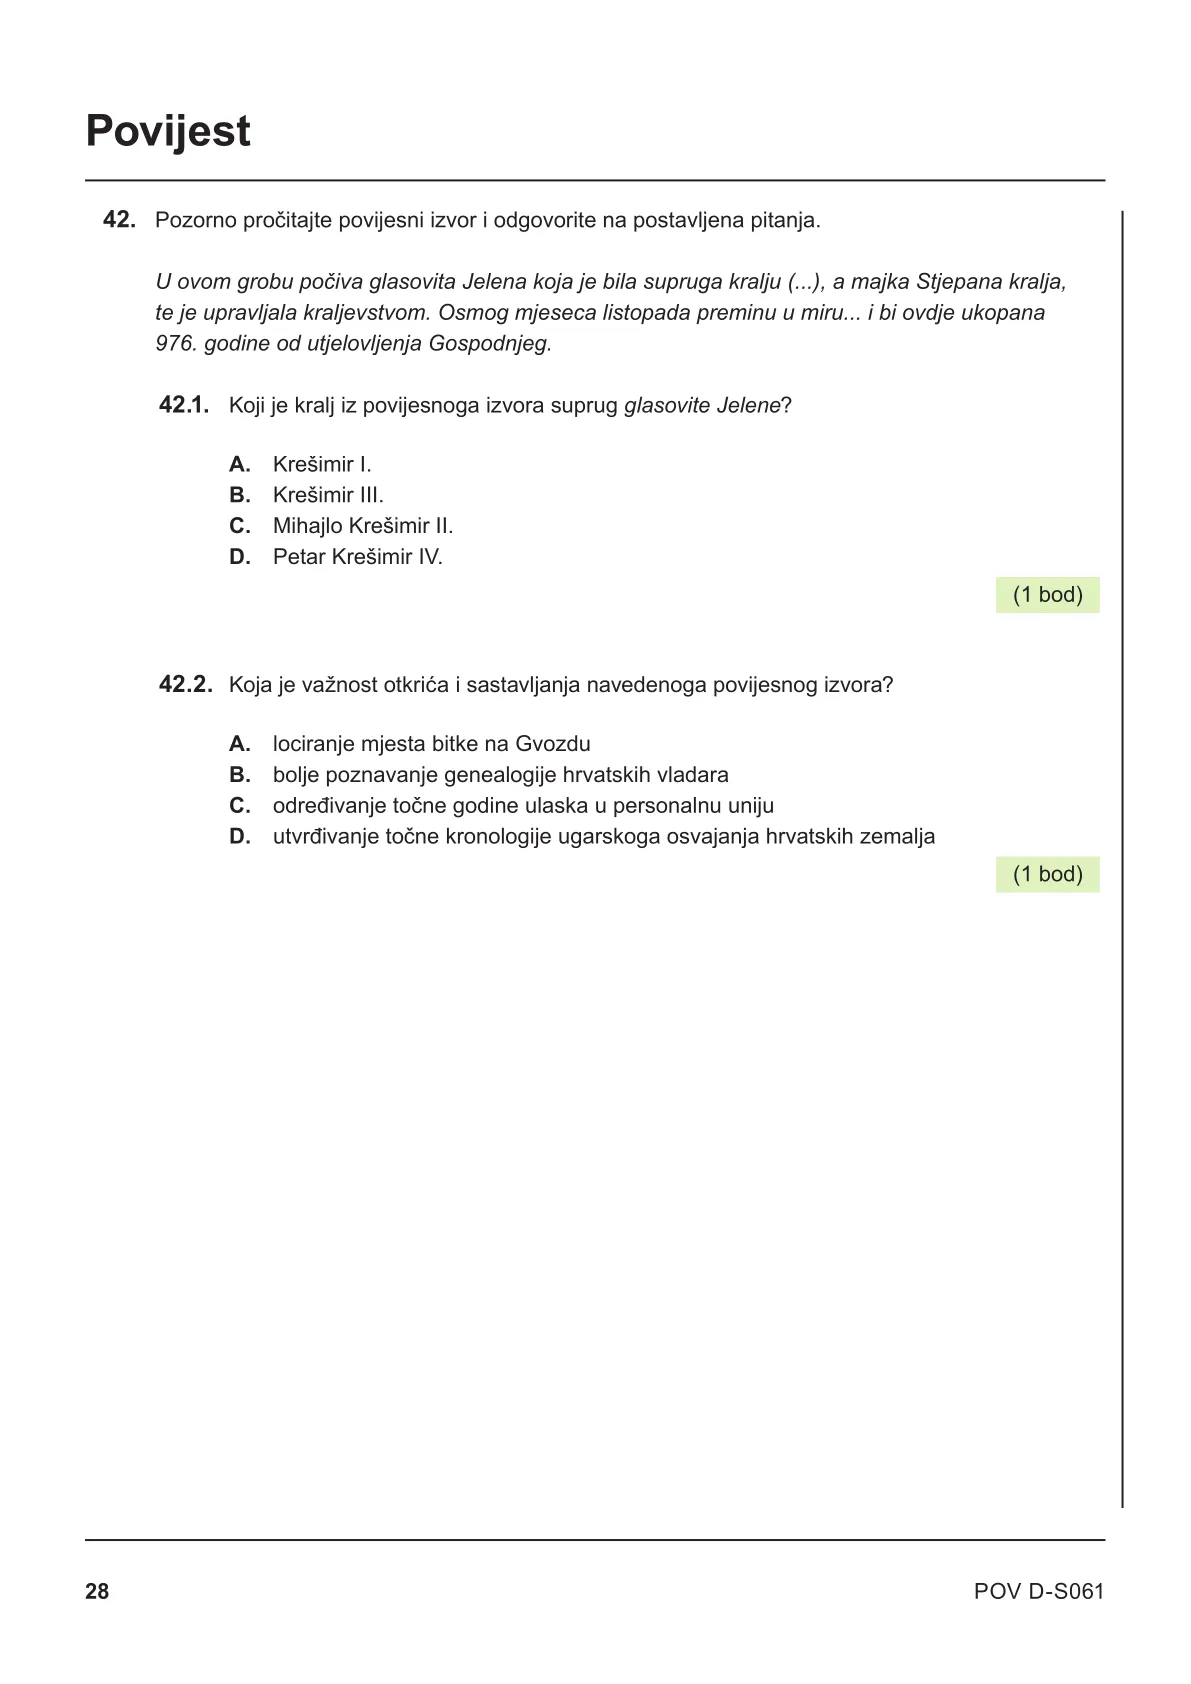 Povijest
42. Pozorno pročitajte povijesni izvor i odgovorite na postavljena pitanja.
U ovom grobu počiva glasovita Jelena koja je bila supruga kralju (...), a majka Stjepana kralja,
te je upravljala kraljevstvom. Osmog mjeseca listopada preminu u miru... i bi ovdje ukopana
976. godine od utjelovljenja Gospodnjeg.
42.1. Koji je kralj iz povijesnoga izvora suprug glasovite Jelene?
A. Krešimir I.
B. Krešimir III.
C. Mihajlo Krešimir II.
D. Petar Krešimir IV.
(1 bod)
42.2. Koja je važnost otkrića i sastavljanja navedenoga povijesnog izvora?
A. lociranje mjesta bitke na Gvozdu
B. bolje poznavanje genealogije hrvatskih vladara
C. određivanje točne godine ulaska u personalnu uniju
D. utvrđivanje točne kronologije ugarskoga osvajanja hrvatskih zemalja
(1 bod)
28
POV D-S061